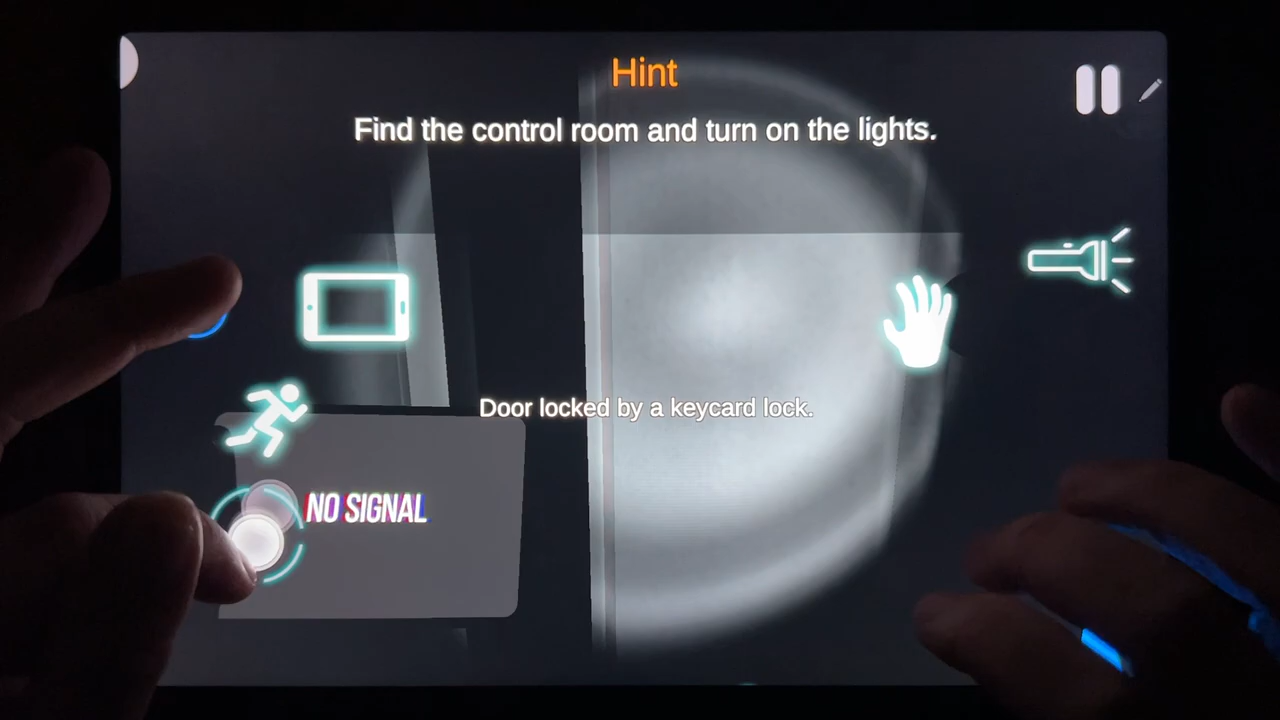 Hint
Find the control room and turn on the lights.
Door locked by a keycard lock.
NO SIGNAL